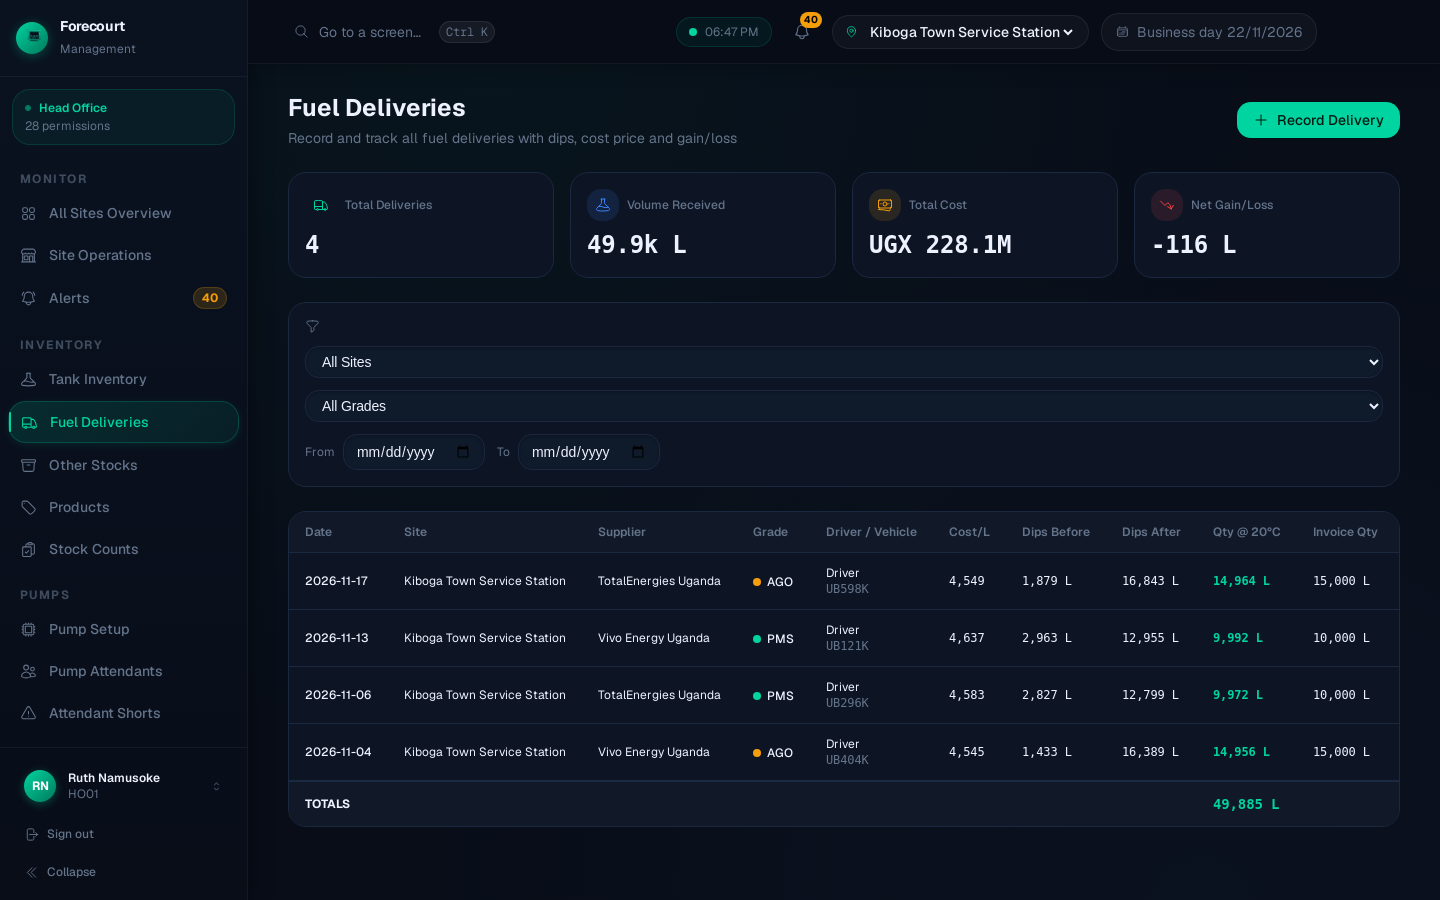 Forecourt
Management
Head Office
28 permissions
MONITOR
All Sites Overview
Site Operations
Alerts 40
INVENTORY
Tank Inventory
Fuel Deliveries
Other Stocks
Products
Stock Counts
PUMPS
Pump Setup
Pump Attendants
Attendant Shorts
RN Ruth Namusoke
HO01
Sign out
Collapse
Go to a screen... Ctrl K 06:47 PM 40 Kiboga Town Service Station Business day 22/11/2026
Fuel Deliveries
Record and track all fuel deliveries with dips, cost price and gain/loss
Record Delivery
Total Deliveries
4
Volume Received
49.9k L
Total Cost
UGX 228.1M
Net Gain/Loss
-116 L
All Sites
All Grades
From mm/dd/yyyy To mm/dd/yyyy
Date Site Supplier Grade Driver / Vehicle Cost/L Dips Before Dips After Qty @ 20°C Invoice Qty
2026-11-17 Kiboga Town Service Station TotalEnergies Uganda AGO Driver UB598K 4,549 1,879 L 16,843 L 14,964 L 15,000 L
2026-11-13 Kiboga Town Service Station Vivo Energy Uganda PMS Driver UB121K 4,637 2,963 L 12,955 L 9,992 L 10,000 L
2026-11-06 Kiboga Town Service Station TotalEnergies Uganda PMS Driver UB296K 4,583 2,827 L 12,799 L 9,972 L 10,000 L
2026-11-04 Kiboga Town Service Station Vivo Energy Uganda AGO Driver UB404K 4,545 1,433 L 16,389 L 14,956 L 15,000 L
TOTALS 49,885 L